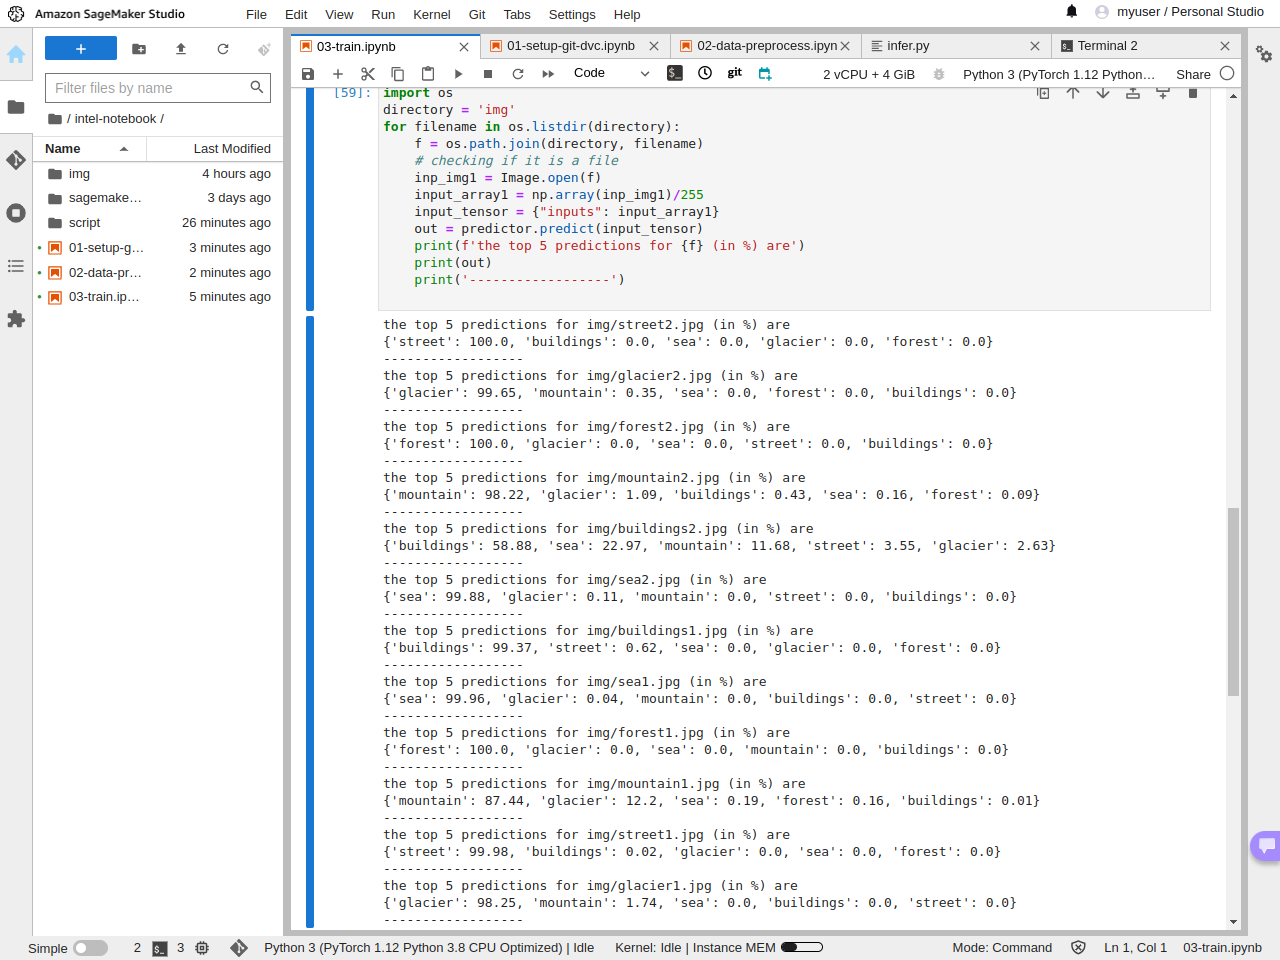 Amazon SageMaker Studio File Edit View Run Kernel Git Tabs Settings Help myuser / Personal Studio
03-train.ipynb 01-setup-git-dvc.ipynb 02-data-preprocess.ipyn infer.py Terminal 2
Code git 2 vCPU + 4 GiB Python 3 (PyTorch 1.12 Python… Share
Filter files by name
/ intel-notebook /
Name Last Modified
img 4 hours ago
sagemake… 3 days ago
script 26 minutes ago
01-setup-g… 3 minutes ago
02-data-pr… 2 minutes ago
03-train.ip… 5 minutes ago
[59]: import os
directory = 'img'
for filename in os.listdir(directory):
    f = os.path.join(directory, filename)
    # checking if it is a file
    inp_img1 = Image.open(f)
    input_array1 = np.array(inp_img1)/255
    input_tensor = {"inputs": input_array1}
    out = predictor.predict(input_tensor)
    print(f'the top 5 predictions for {f} (in %) are')
    print(out)
    print('------------------')
the top 5 predictions for img/street2.jpg (in %) are
{'street': 100.0, 'buildings': 0.0, 'sea': 0.0, 'glacier': 0.0, 'forest': 0.0}
------------------
the top 5 predictions for img/glacier2.jpg (in %) are
{'glacier': 99.65, 'mountain': 0.35, 'sea': 0.0, 'forest': 0.0, 'buildings': 0.0}
------------------
the top 5 predictions for img/forest2.jpg (in %) are
{'forest': 100.0, 'glacier': 0.0, 'sea': 0.0, 'street': 0.0, 'buildings': 0.0}
------------------
the top 5 predictions for img/mountain2.jpg (in %) are
{'mountain': 98.22, 'glacier': 1.09, 'buildings': 0.43, 'sea': 0.16, 'forest': 0.09}
------------------
the top 5 predictions for img/buildings2.jpg (in %) are
{'buildings': 58.88, 'sea': 22.97, 'mountain': 11.68, 'street': 3.55, 'glacier': 2.63}
------------------
the top 5 predictions for img/sea2.jpg (in %) are
{'sea': 99.88, 'glacier': 0.11, 'mountain': 0.0, 'street': 0.0, 'buildings': 0.0}
------------------
the top 5 predictions for img/buildings1.jpg (in %) are
{'buildings': 99.37, 'street': 0.62, 'sea': 0.0, 'glacier': 0.0, 'forest': 0.0}
------------------
the top 5 predictions for img/sea1.jpg (in %) are
{'sea': 99.96, 'glacier': 0.04, 'mountain': 0.0, 'buildings': 0.0, 'street': 0.0}
------------------
the top 5 predictions for img/forest1.jpg (in %) are
{'forest': 100.0, 'glacier': 0.0, 'sea': 0.0, 'mountain': 0.0, 'buildings': 0.0}
------------------
the top 5 predictions for img/mountain1.jpg (in %) are
{'mountain': 87.44, 'glacier': 12.2, 'sea': 0.19, 'forest': 0.16, 'buildings': 0.01}
------------------
the top 5 predictions for img/street1.jpg (in %) are
{'street': 99.98, 'buildings': 0.02, 'glacier': 0.0, 'sea': 0.0, 'forest': 0.0}
------------------
the top 5 predictions for img/glacier1.jpg (in %) are
{'glacier': 98.25, 'mountain': 1.74, 'sea': 0.0, 'buildings': 0.0, 'street': 0.0}
------------------
Simple 2 3 Python 3 (PyTorch 1.12 Python 3.8 CPU Optimized) | Idle Kernel: Idle | Instance MEM Mode: Command Ln 1, Col 1 03-train.ipynb